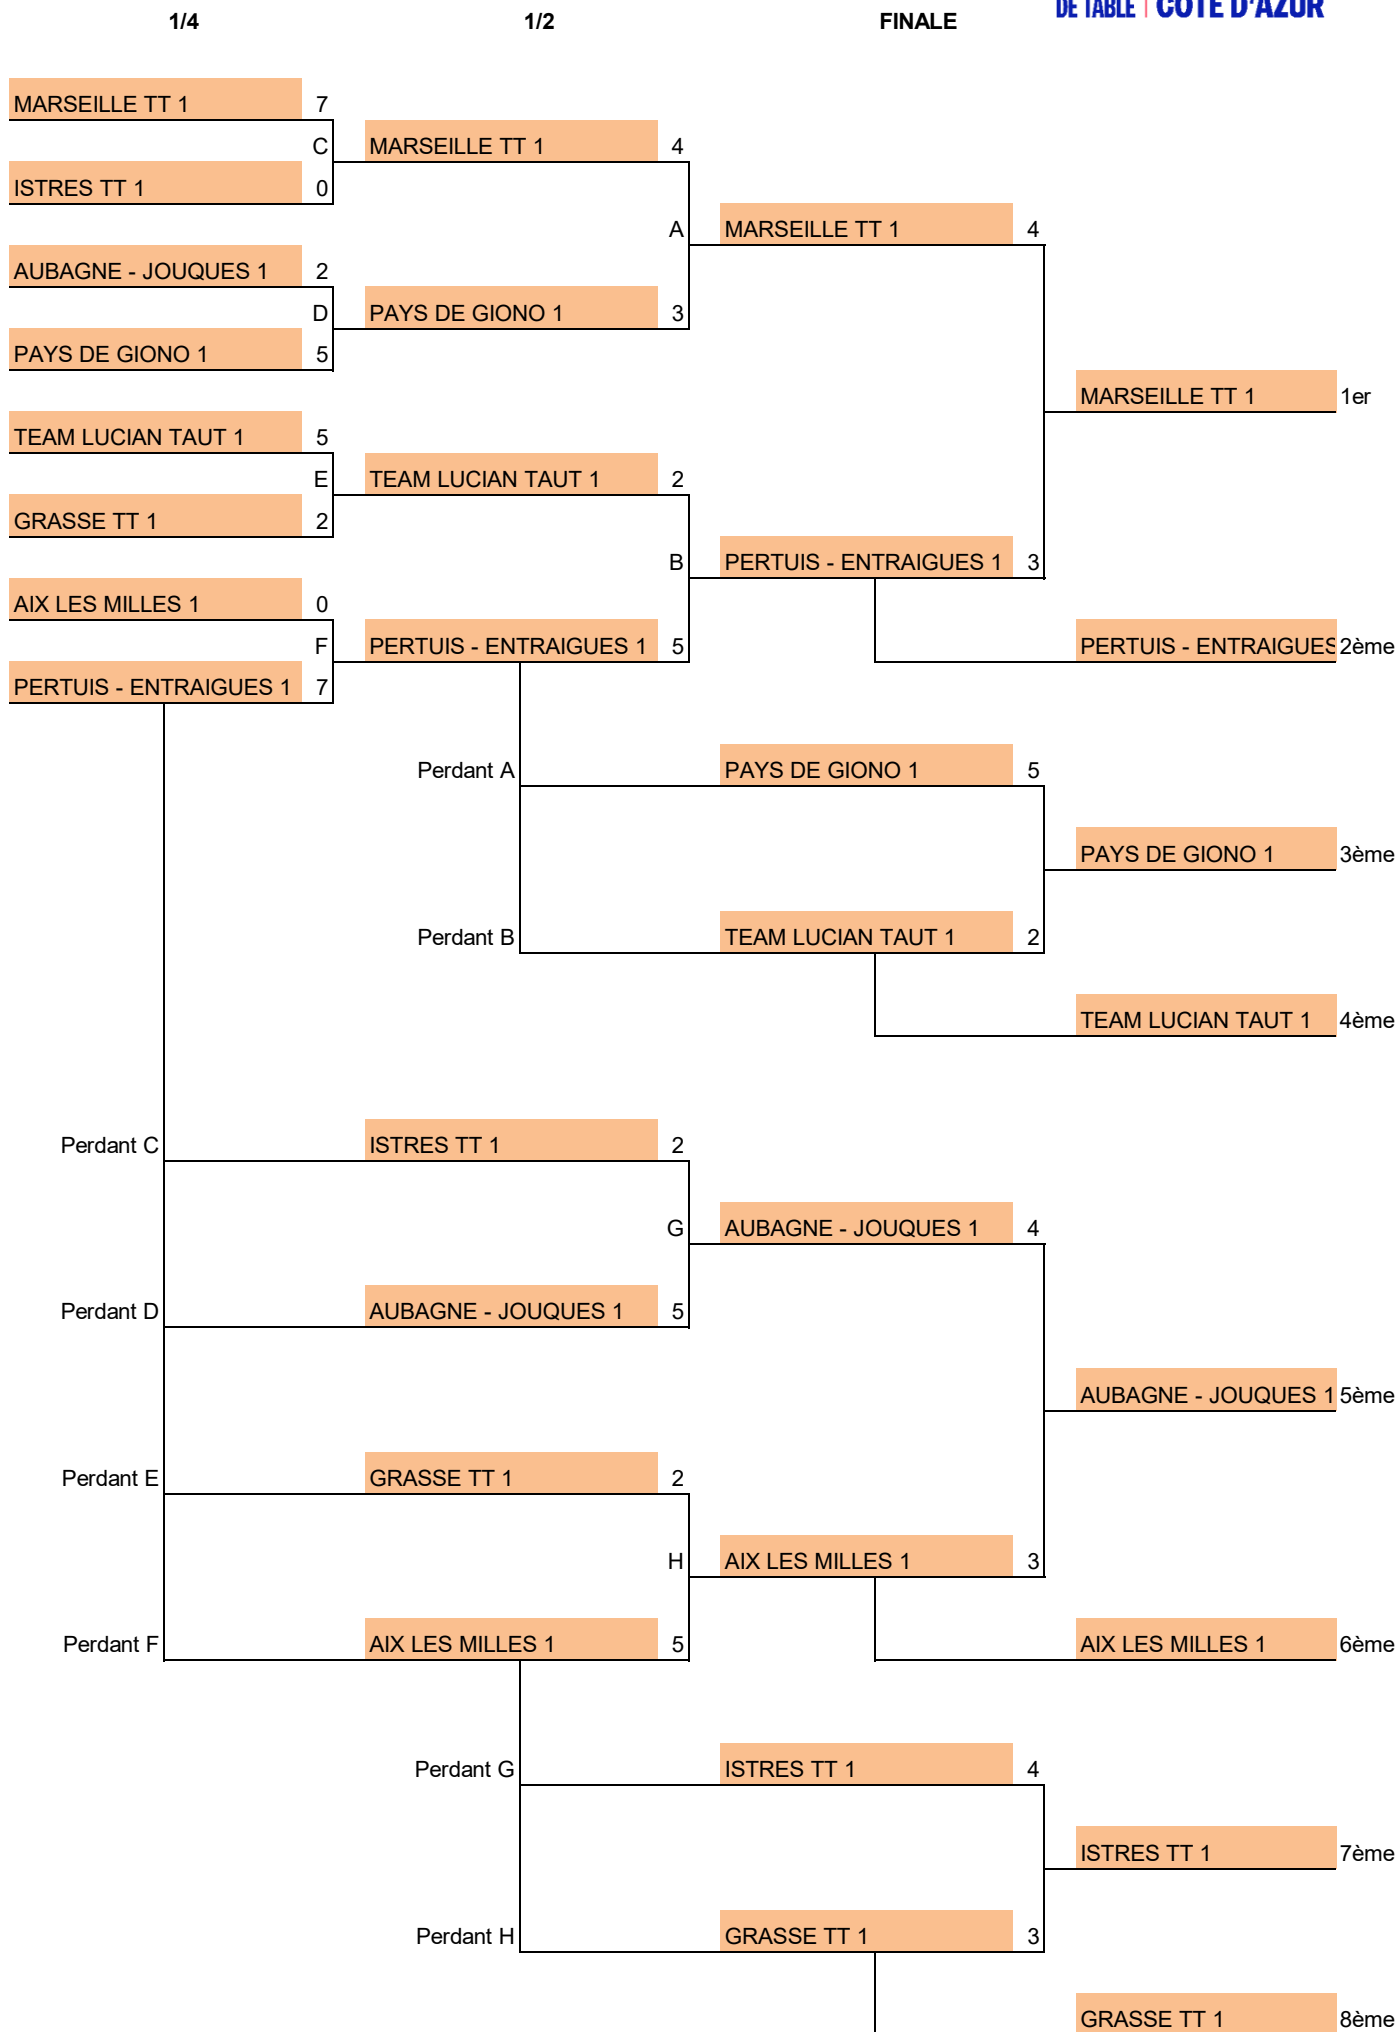 DE TABLE | CÔTE D'AZUR
1/4 1/2 FINALE
MARSEILLE TT 1 7
C MARSEILLE TT 1 4
ISTRES TT 1 0
A MARSEILLE TT 1 4
AUBAGNE - JOUQUES 1 2
D PAYS DE GIONO 1 3
PAYS DE GIONO 1 5
MARSEILLE TT 1 1er
TEAM LUCIAN TAUT 1 5
E TEAM LUCIAN TAUT 1 2
GRASSE TT 1 2
B PERTUIS - ENTRAIGUES 1 3
AIX LES MILLES 1 0
F PERTUIS - ENTRAIGUES 1 5 PERTUIS - ENTRAIGUES 2ème
PERTUIS - ENTRAIGUES 1 7
Perdant A PAYS DE GIONO 1 5
PAYS DE GIONO 1 3ème
Perdant B TEAM LUCIAN TAUT 1 2
TEAM LUCIAN TAUT 1 4ème
Perdant C ISTRES TT 1 2
G AUBAGNE - JOUQUES 1 4
Perdant D AUBAGNE - JOUQUES 1 5
AUBAGNE - JOUQUES 1 5ème
Perdant E GRASSE TT 1 2
H AIX LES MILLES 1 3
Perdant F AIX LES MILLES 1 5 AIX LES MILLES 1 6ème
Perdant G ISTRES TT 1 4
ISTRES TT 1 7ème
Perdant H GRASSE TT 1 3
GRASSE TT 1 8ème